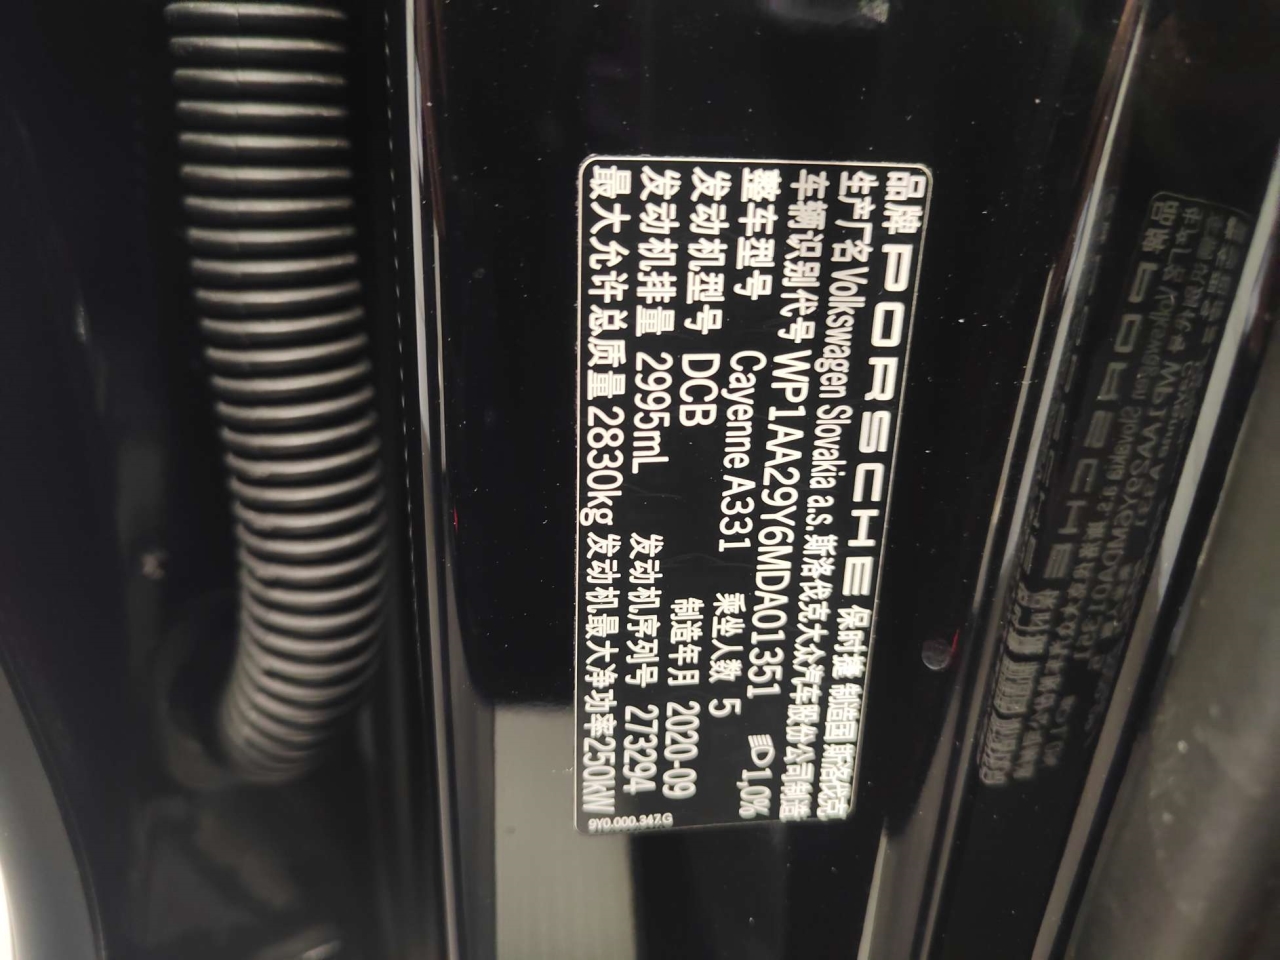 品牌 PORSCHE 保时捷 制造国 斯洛伐克
生产厂名 Volkswagen Slovakia a.s.斯洛伐克大众汽车股份公司制造
车辆识别代号 WP1AA29Y6MDA01351
整车型号 Cayenne A331 乘坐人数 5 1,0%
发动机型号 DCB 制造年月 2020-09
发动机排量 2995mL 发动机序列号 273294
最大允许总质量 2830kg 发动机最大净功率250kW
9Y0.000.347.G